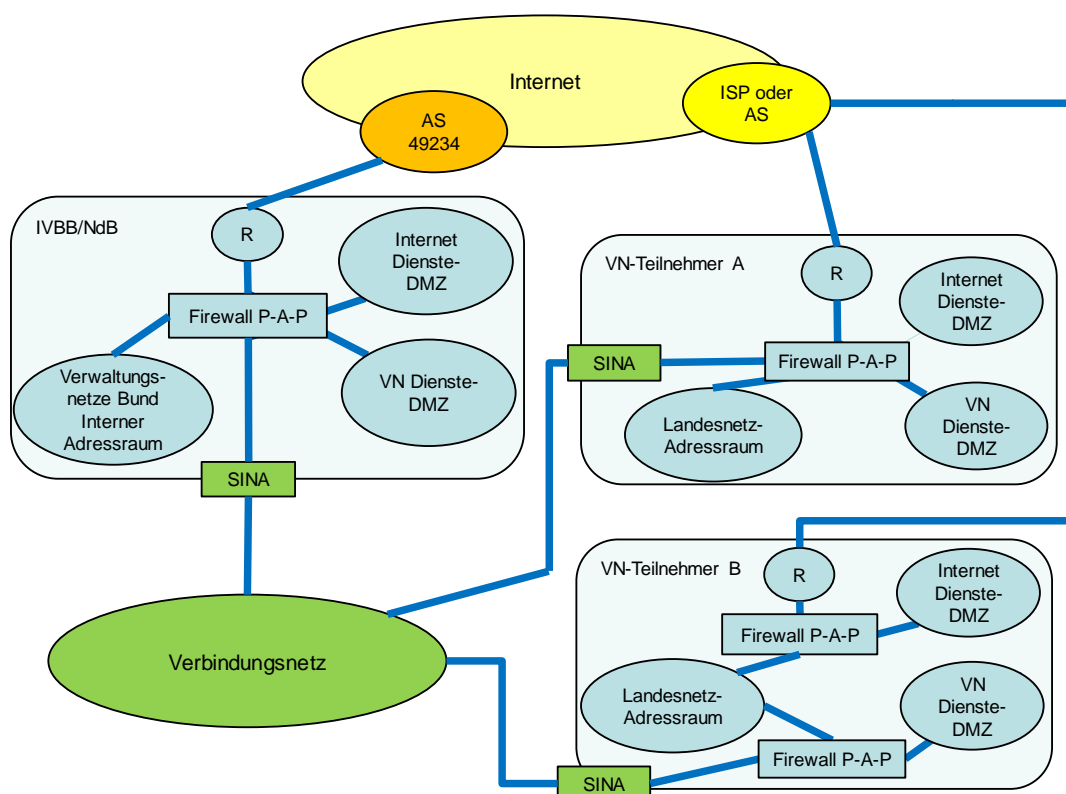 Internet
ISP oder
AS
AS
49234
IVBB/NdB
R
Internet
Dienste-
DMZ
Firewall P-A-P
Verwaltungs-
netze Bund
Interner
Adressraum
VN Dienste-
DMZ
SINA
VN-Teilnehmer A
R
Internet
Dienste-
DMZ
SINA
Firewall P-A-P
Landesnetz-
Adressraum
VN
Dienste-
DMZ
Verbindungsnetz
VN-Teilnehmer B
R
Internet
Dienste-
DMZ
Firewall P-A-P
Landesnetz-
Adressraum
VN
Dienste-
DMZ
Firewall P-A-P
SINA